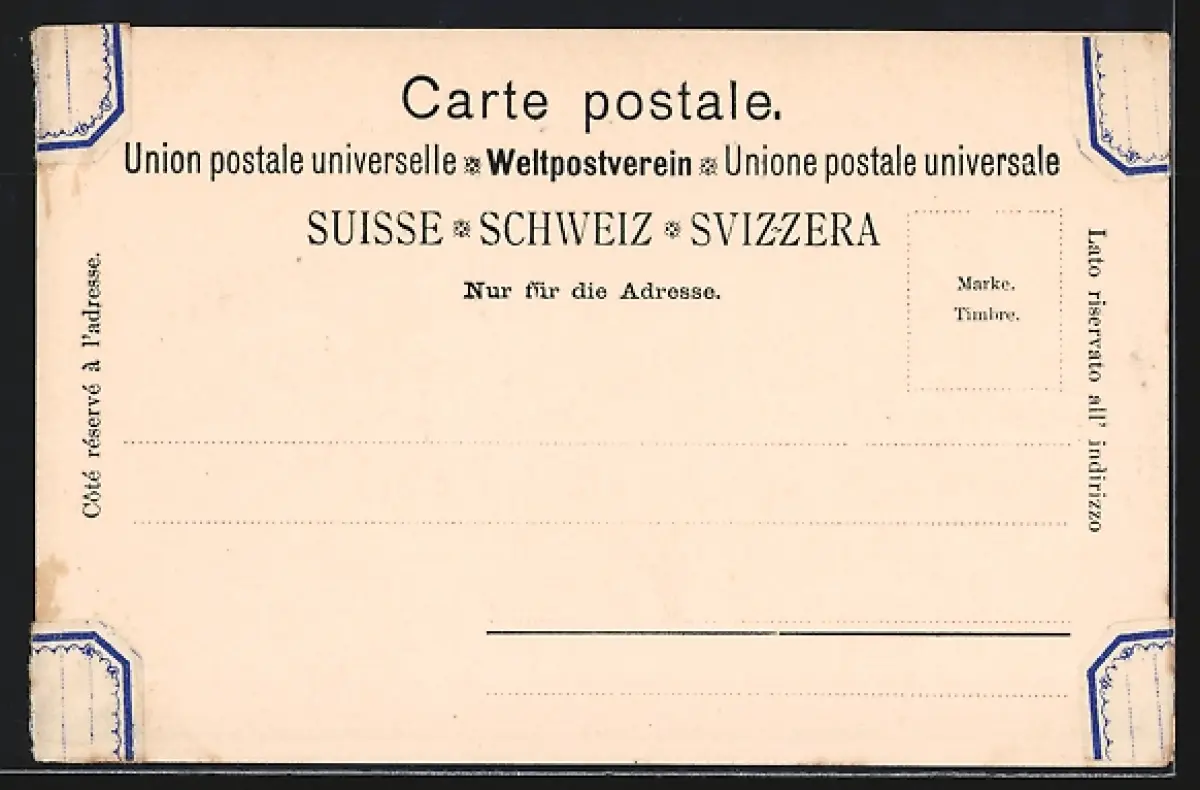 Carte postale.
Union postale universelle ※ Weltpostverein ※ Unione postale universale
SUISSE ※ SCHWEIZ ※ SVIZZERA
Nur für die Adresse.
Marke.
Timbre.
Côté réservé à l'adresse.
Lato riservato all' indirizzo